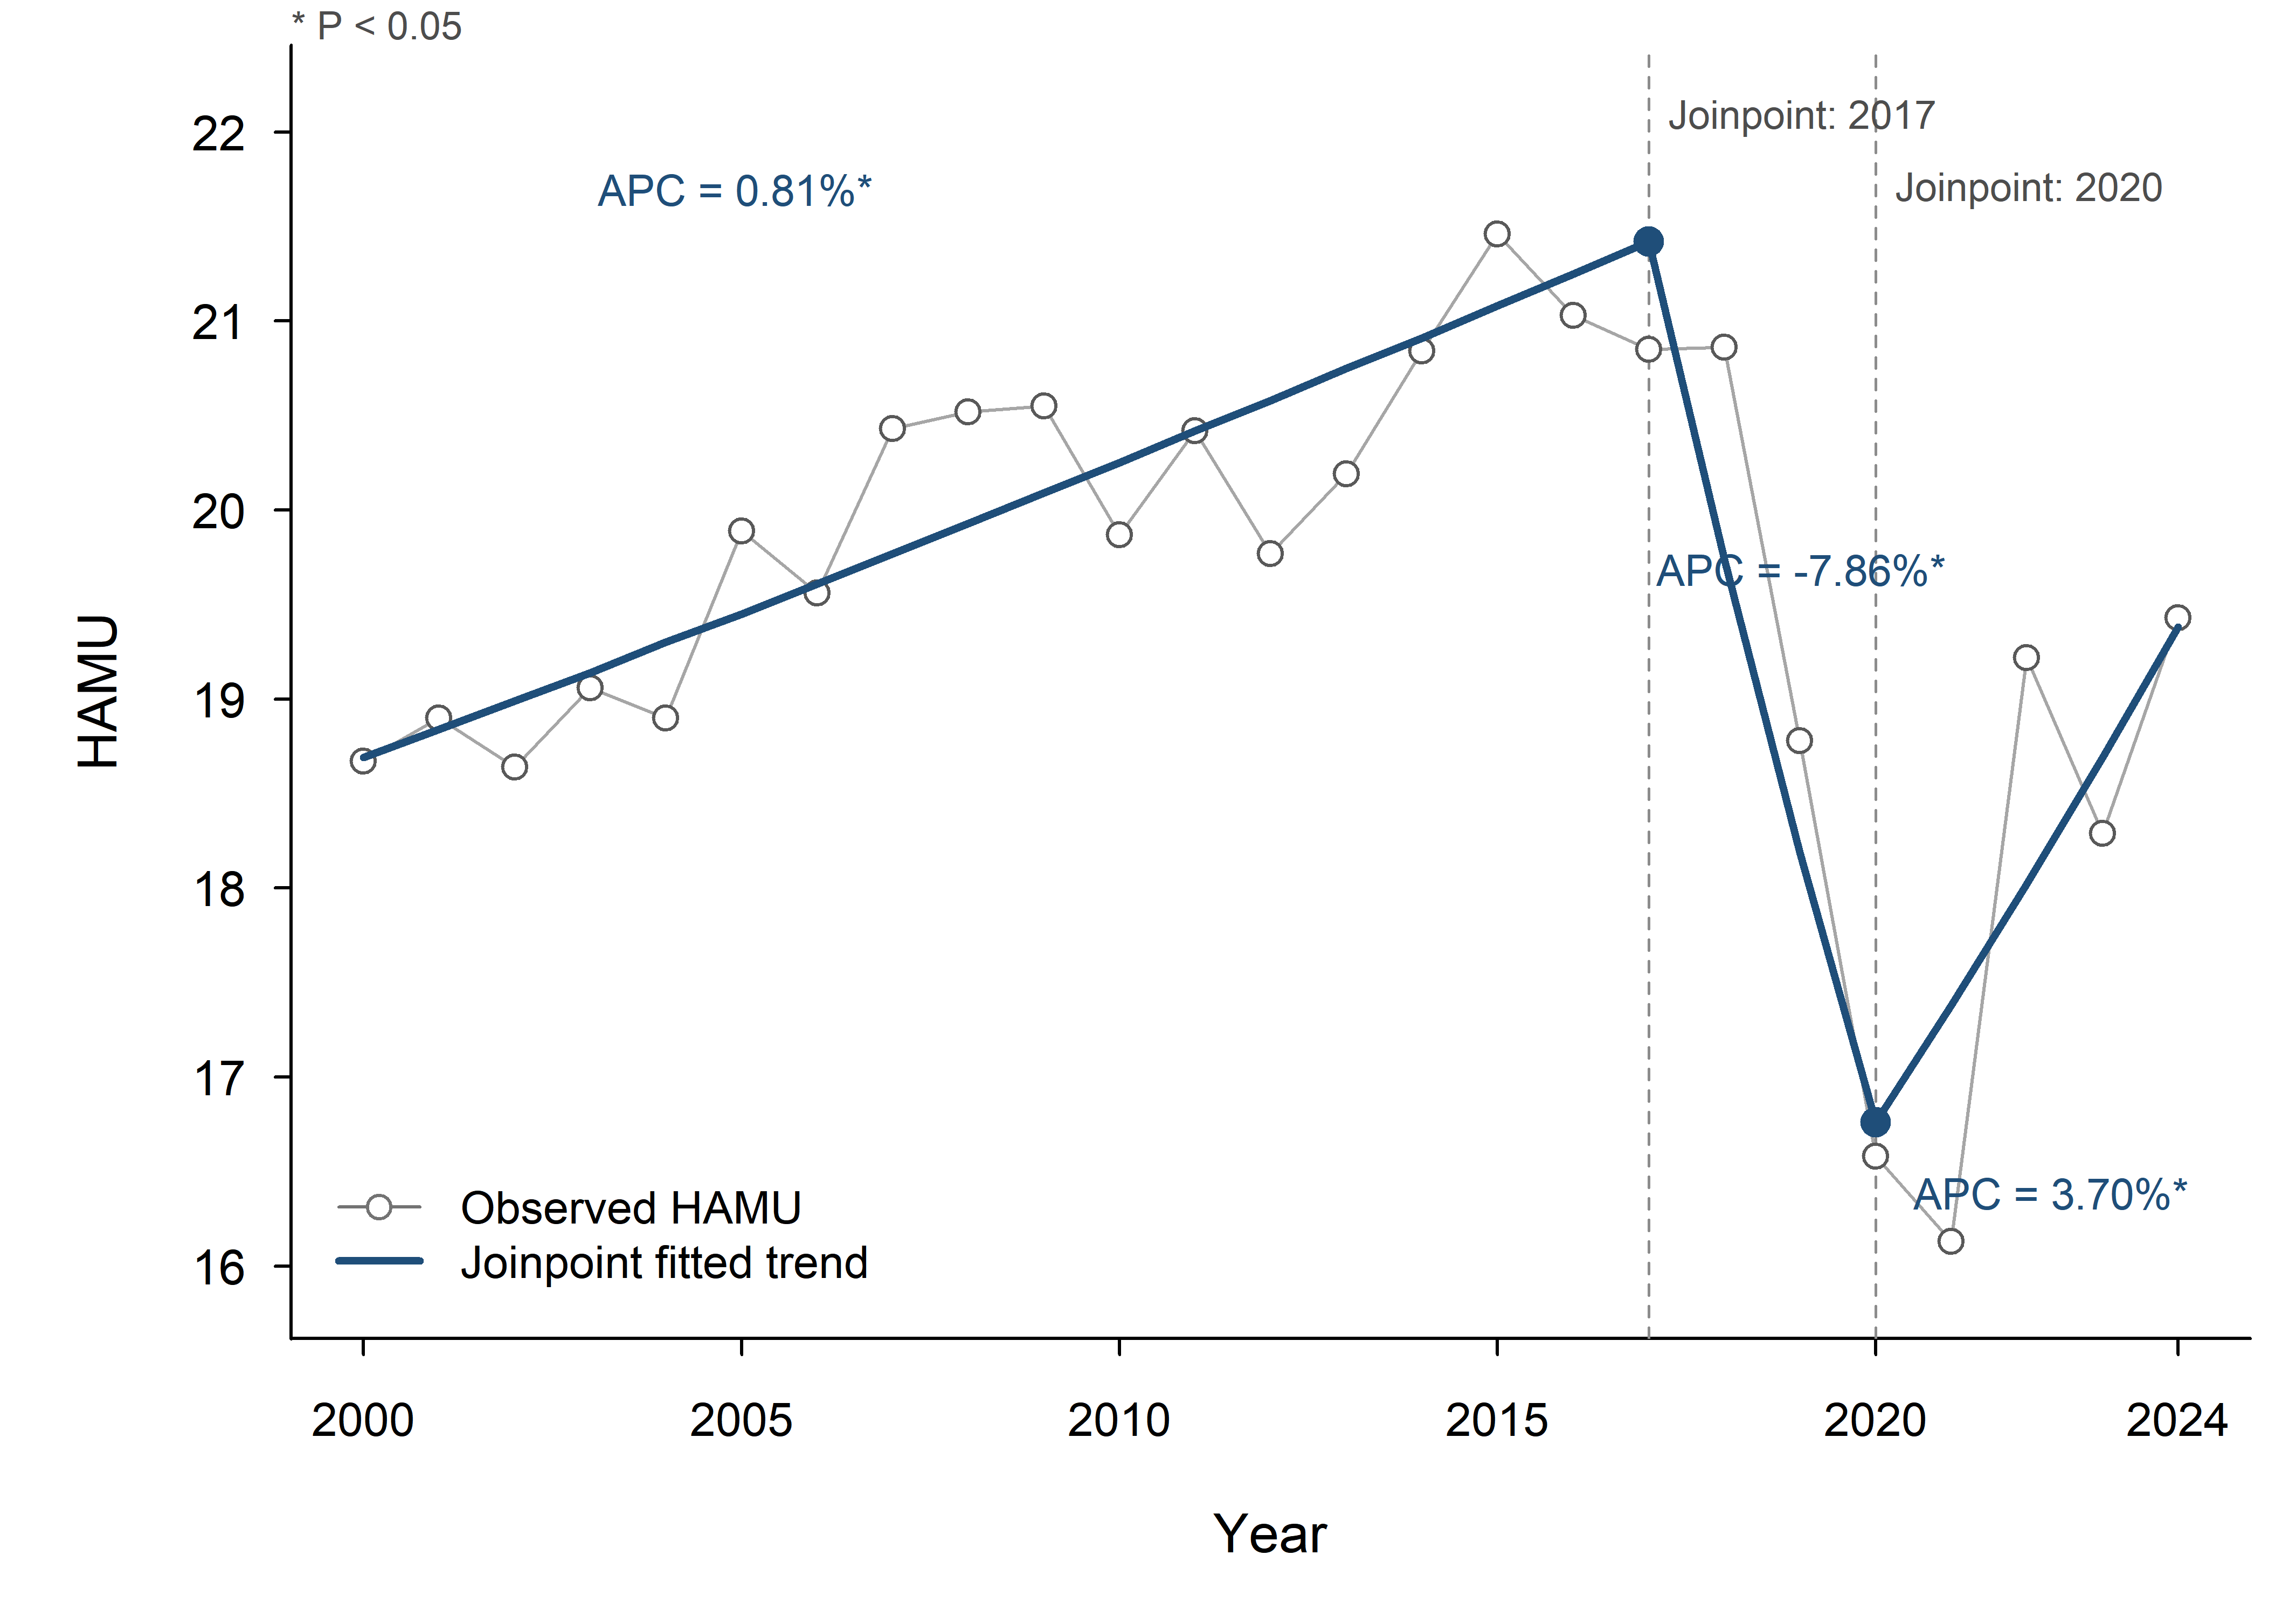 * P < 0.05
Joinpoint: 2017
Joinpoint: 2020
APC = 0.81%*
APC = -7.86%*
APC = 3.70%*
22
21
20
19
18
17
16
HAMU
Observed HAMU
Joinpoint fitted trend
2000
2005
2010
2015
2020
2024
Year